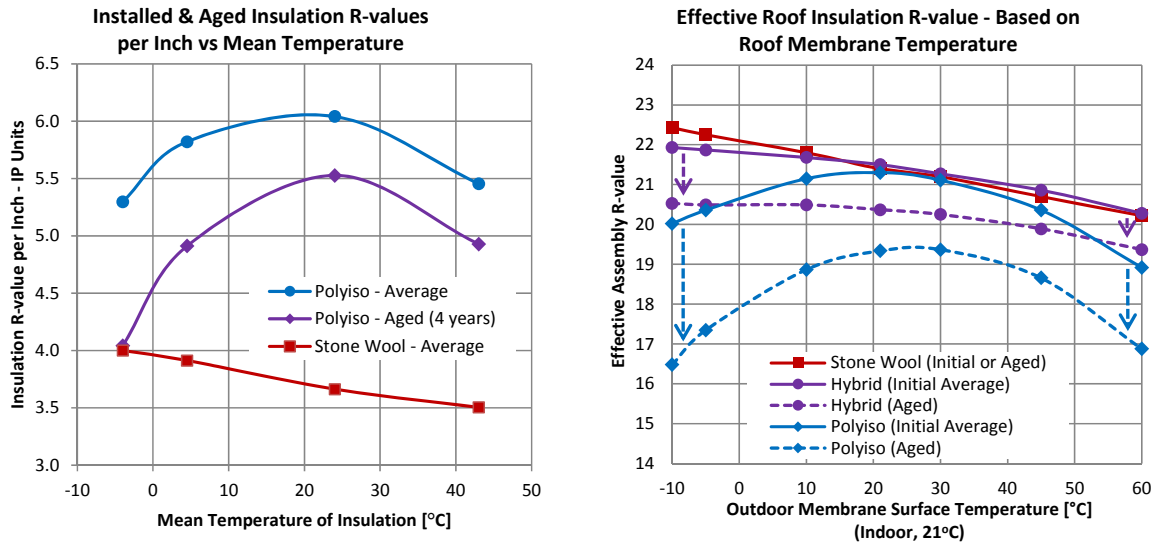 Installed & Aged Insulation R-values
per Inch vs Mean Temperature
Insulation R-value per Inch - IP Units
6.5
6.0
5.5
5.0
4.5
4.0
3.5
3.0
-10 0 10 20 30 40 50
Mean Temperature of Insulation [°C]
Polyiso - Average
Polyiso - Aged (4 years)
Stone Wool - Average
Effective Roof Insulation R-value - Based on
Roof Membrane Temperature
Effective Assembly R-value
24
23
22
21
20
19
18
17
16
15
14
-10 0 10 20 30 40 50 60
Outdoor Membrane Surface Temperature [°C]
(Indoor, 21°C)
Stone Wool (Initial or Aged)
Hybrid (Initial Average)
Hybrid (Aged)
Polyiso (Initial Average)
Polyiso (Aged)